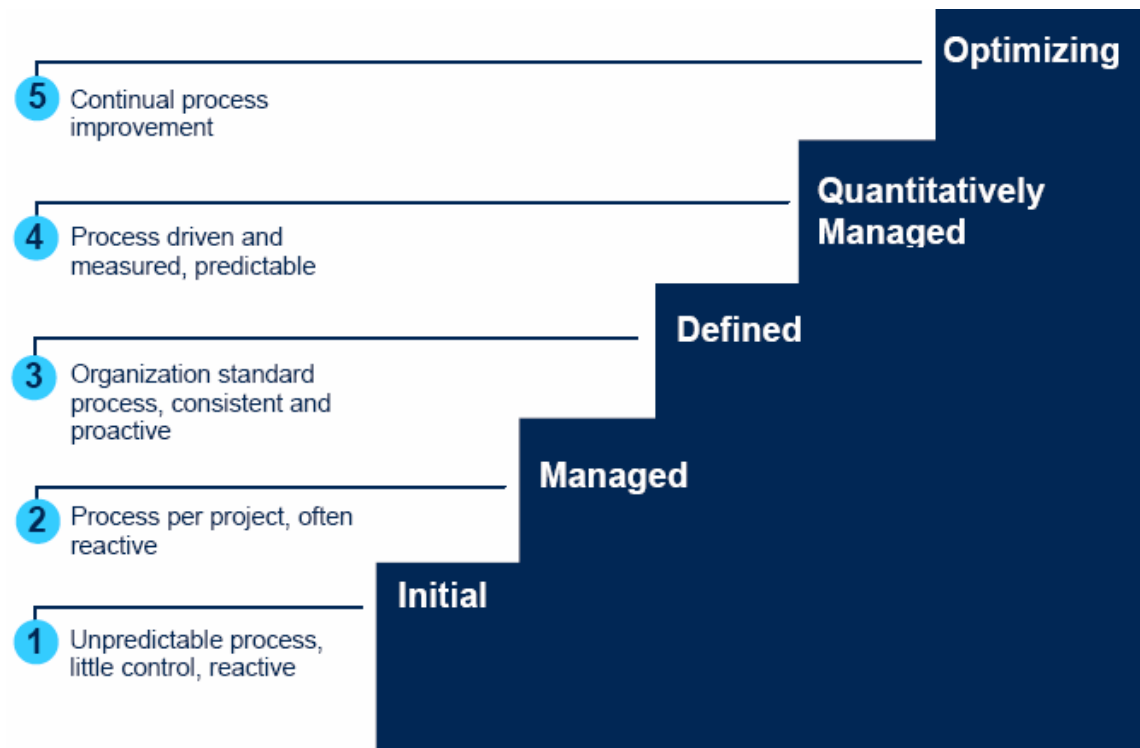 Optimizing
5
Continual process
improvement
Quantitatively
Managed
4
Process driven and
measured, predictable
Defined
3
Organization standard
process, consistent and
proactive
Managed
2
Process per project, often
reactive
Initial
1
Unpredictable process,
little control, reactive